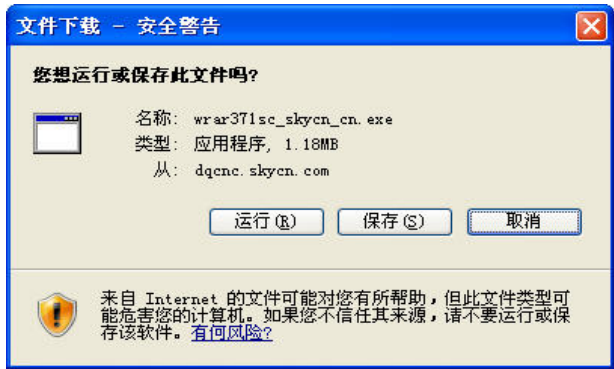 文件下载 - 安全警告
您想运行或保存此文件吗?
名称: wrar371sc_skycn_cn.exe
类型: 应用程序, 1.18MB
从: dqcnc.skycn.com
运行(R) 保存(S) 取消
来自 Internet 的文件可能对您有所帮助，但此文件类型可
能危害您的计算机。如果您不信任其来源，请不要运行或保
存该软件。有何风险?